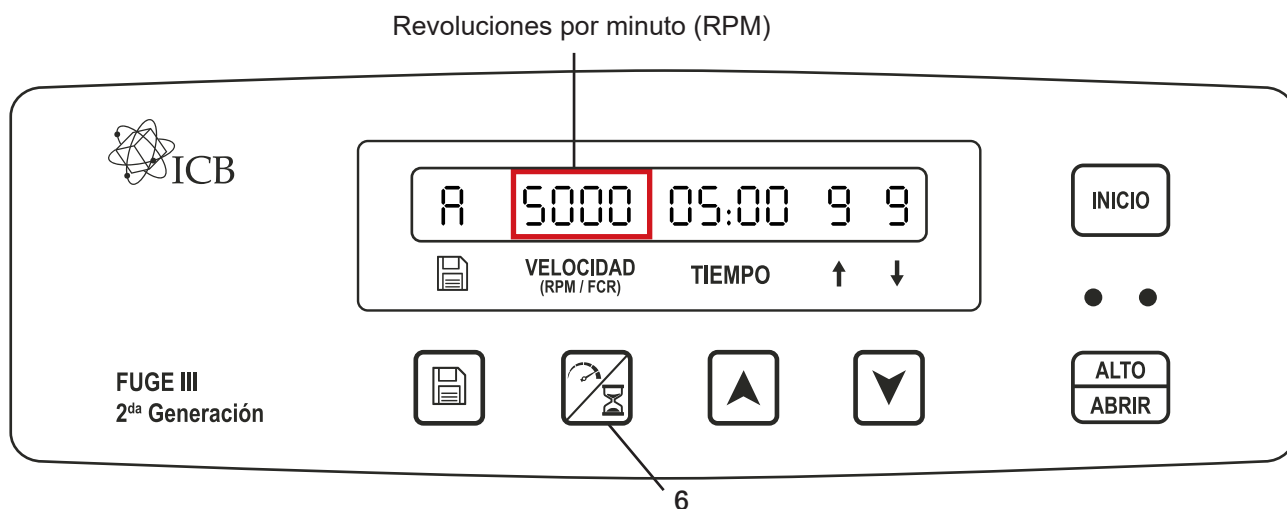 Revoluciones por minuto (RPM)
ICB
A 5000 05:00 9 9
VELOCIDAD TIEMPO
(RPM / FCR)
INICIO
FUGE III
2da Generación
ALTO
ABRIR
6